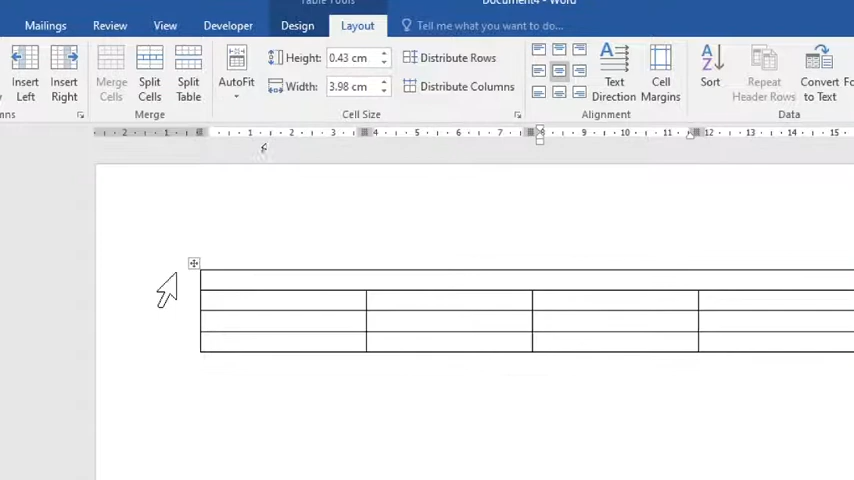 Table Tools
Document4 - Word
Mailings Review View Developer Design Layout Tell me what you want to do...
Insert Left
Insert Right
Merge Cells
Split Cells
Split Table
AutoFit
Height: 0.43 cm
Width: 3.98 cm
Distribute Rows
Distribute Columns
Text Direction
Cell Margins
Sort
Repeat Header Rows
Convert to Text
Merge
Cell Size
Alignment
Data
2 1 1 2 3 4 5 6 7 8 9 10 11 12 13 14 15